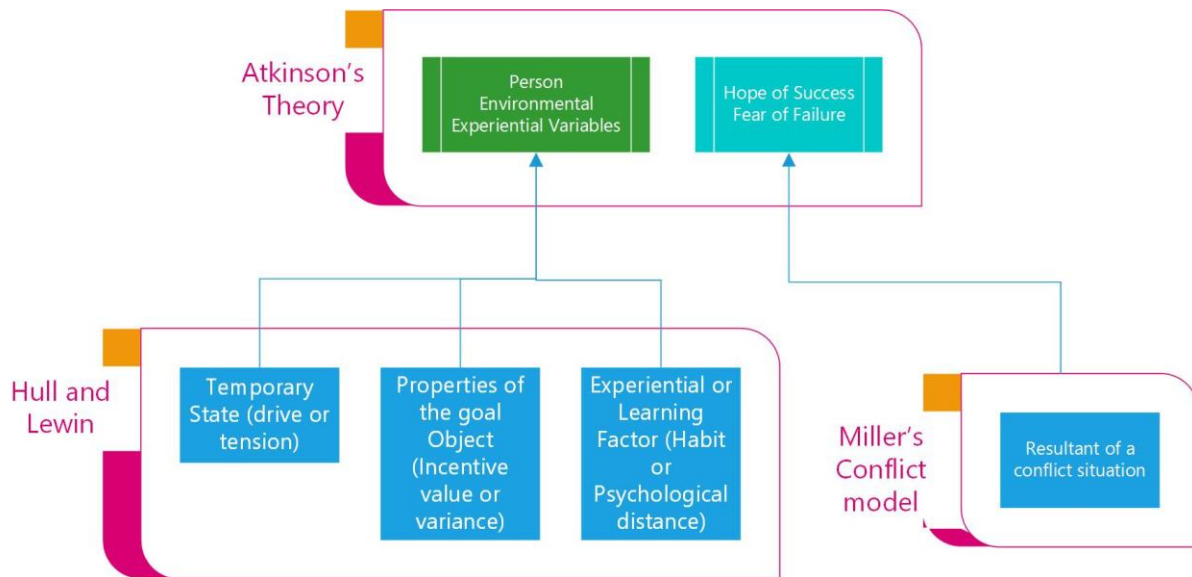 Atkinson's
Theory
Person
Environmental
Experiential Variables
Hope of Success
Fear of Failure
Hull and
Lewin
Temporary
State (drive or
tension)
Properties of
the goal
Object
(Incentive
value or
variance)
Experiential or
Learning
Factor (Habit
or
Psychological
distance)
Miller's
Conflict
model
Resultant of a
conflict situation